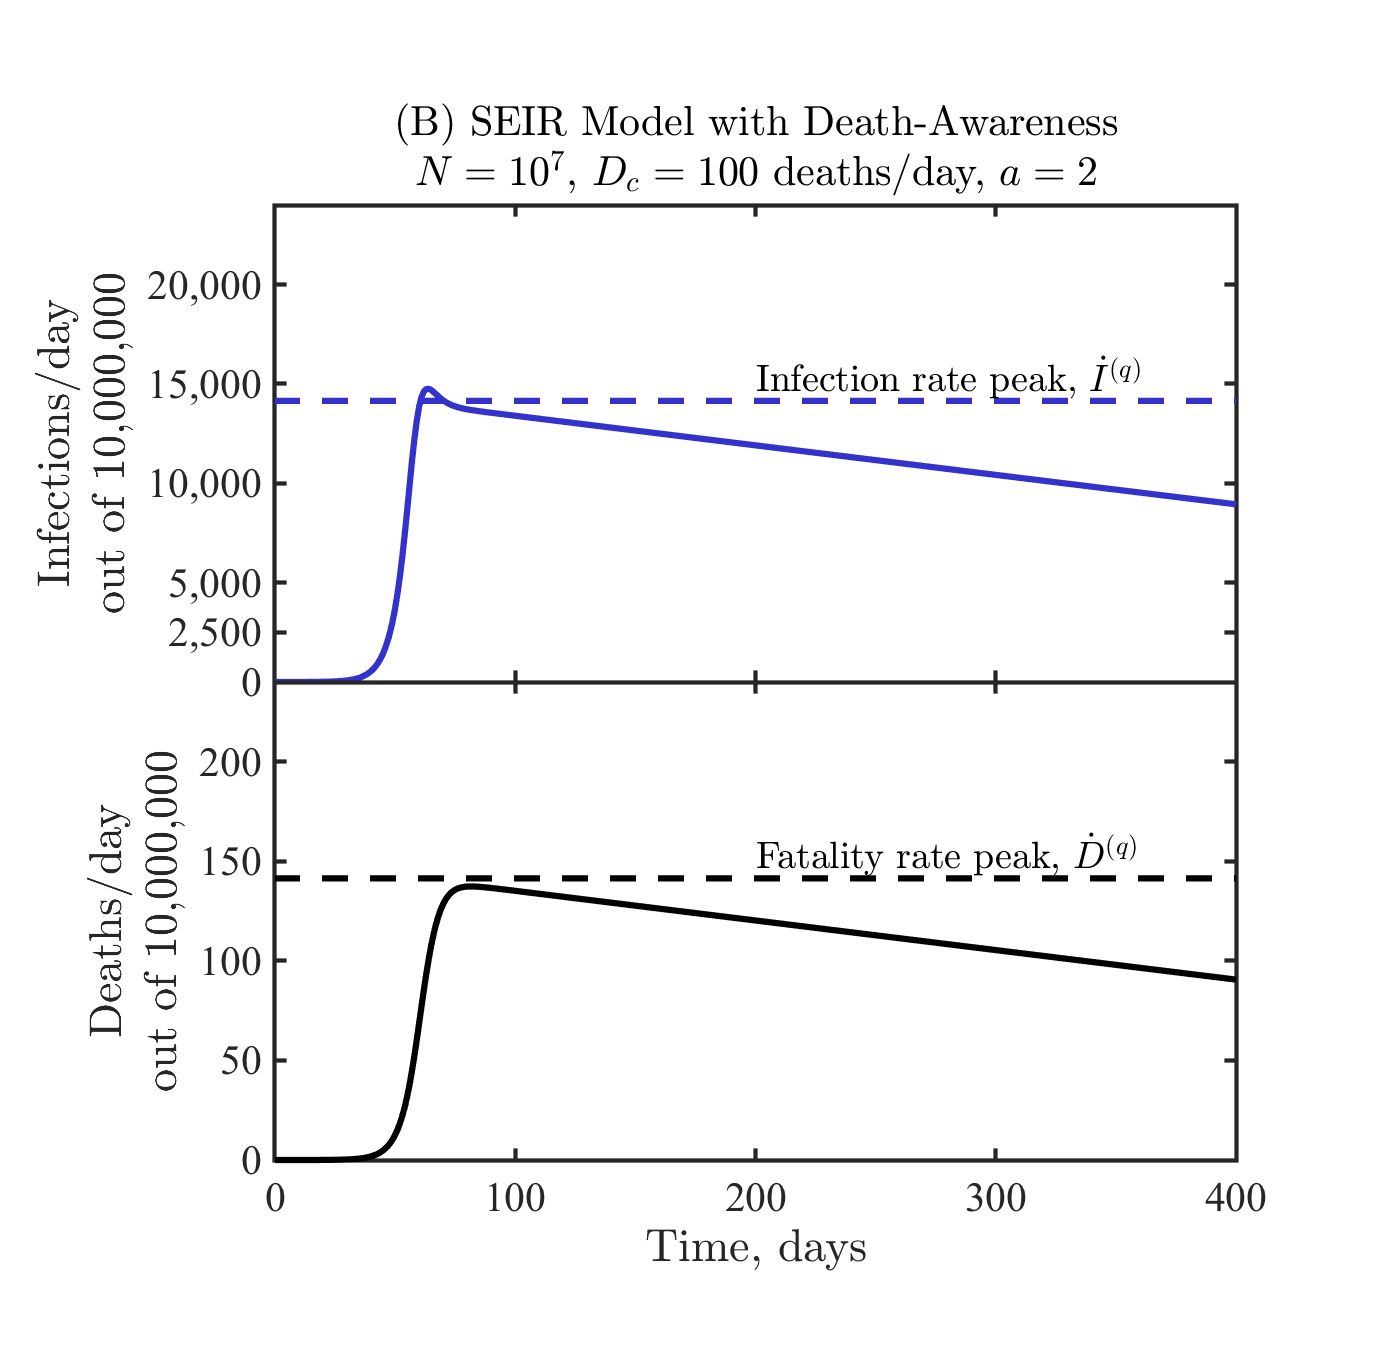 (B) SEIR Model with Death-Awareness
N = 10⁷, D_c = 100 deaths/day, a = 2
Infections/day
out of 10,000,000
20,000
15,000
10,000
5,000
2,500
0
Infection rate peak, İ^(q)
Deaths/day
out of 10,000,000
200
150
100
50
0
Fatality rate peak, Ḋ^(q)
0 100 200 300 400
Time, days